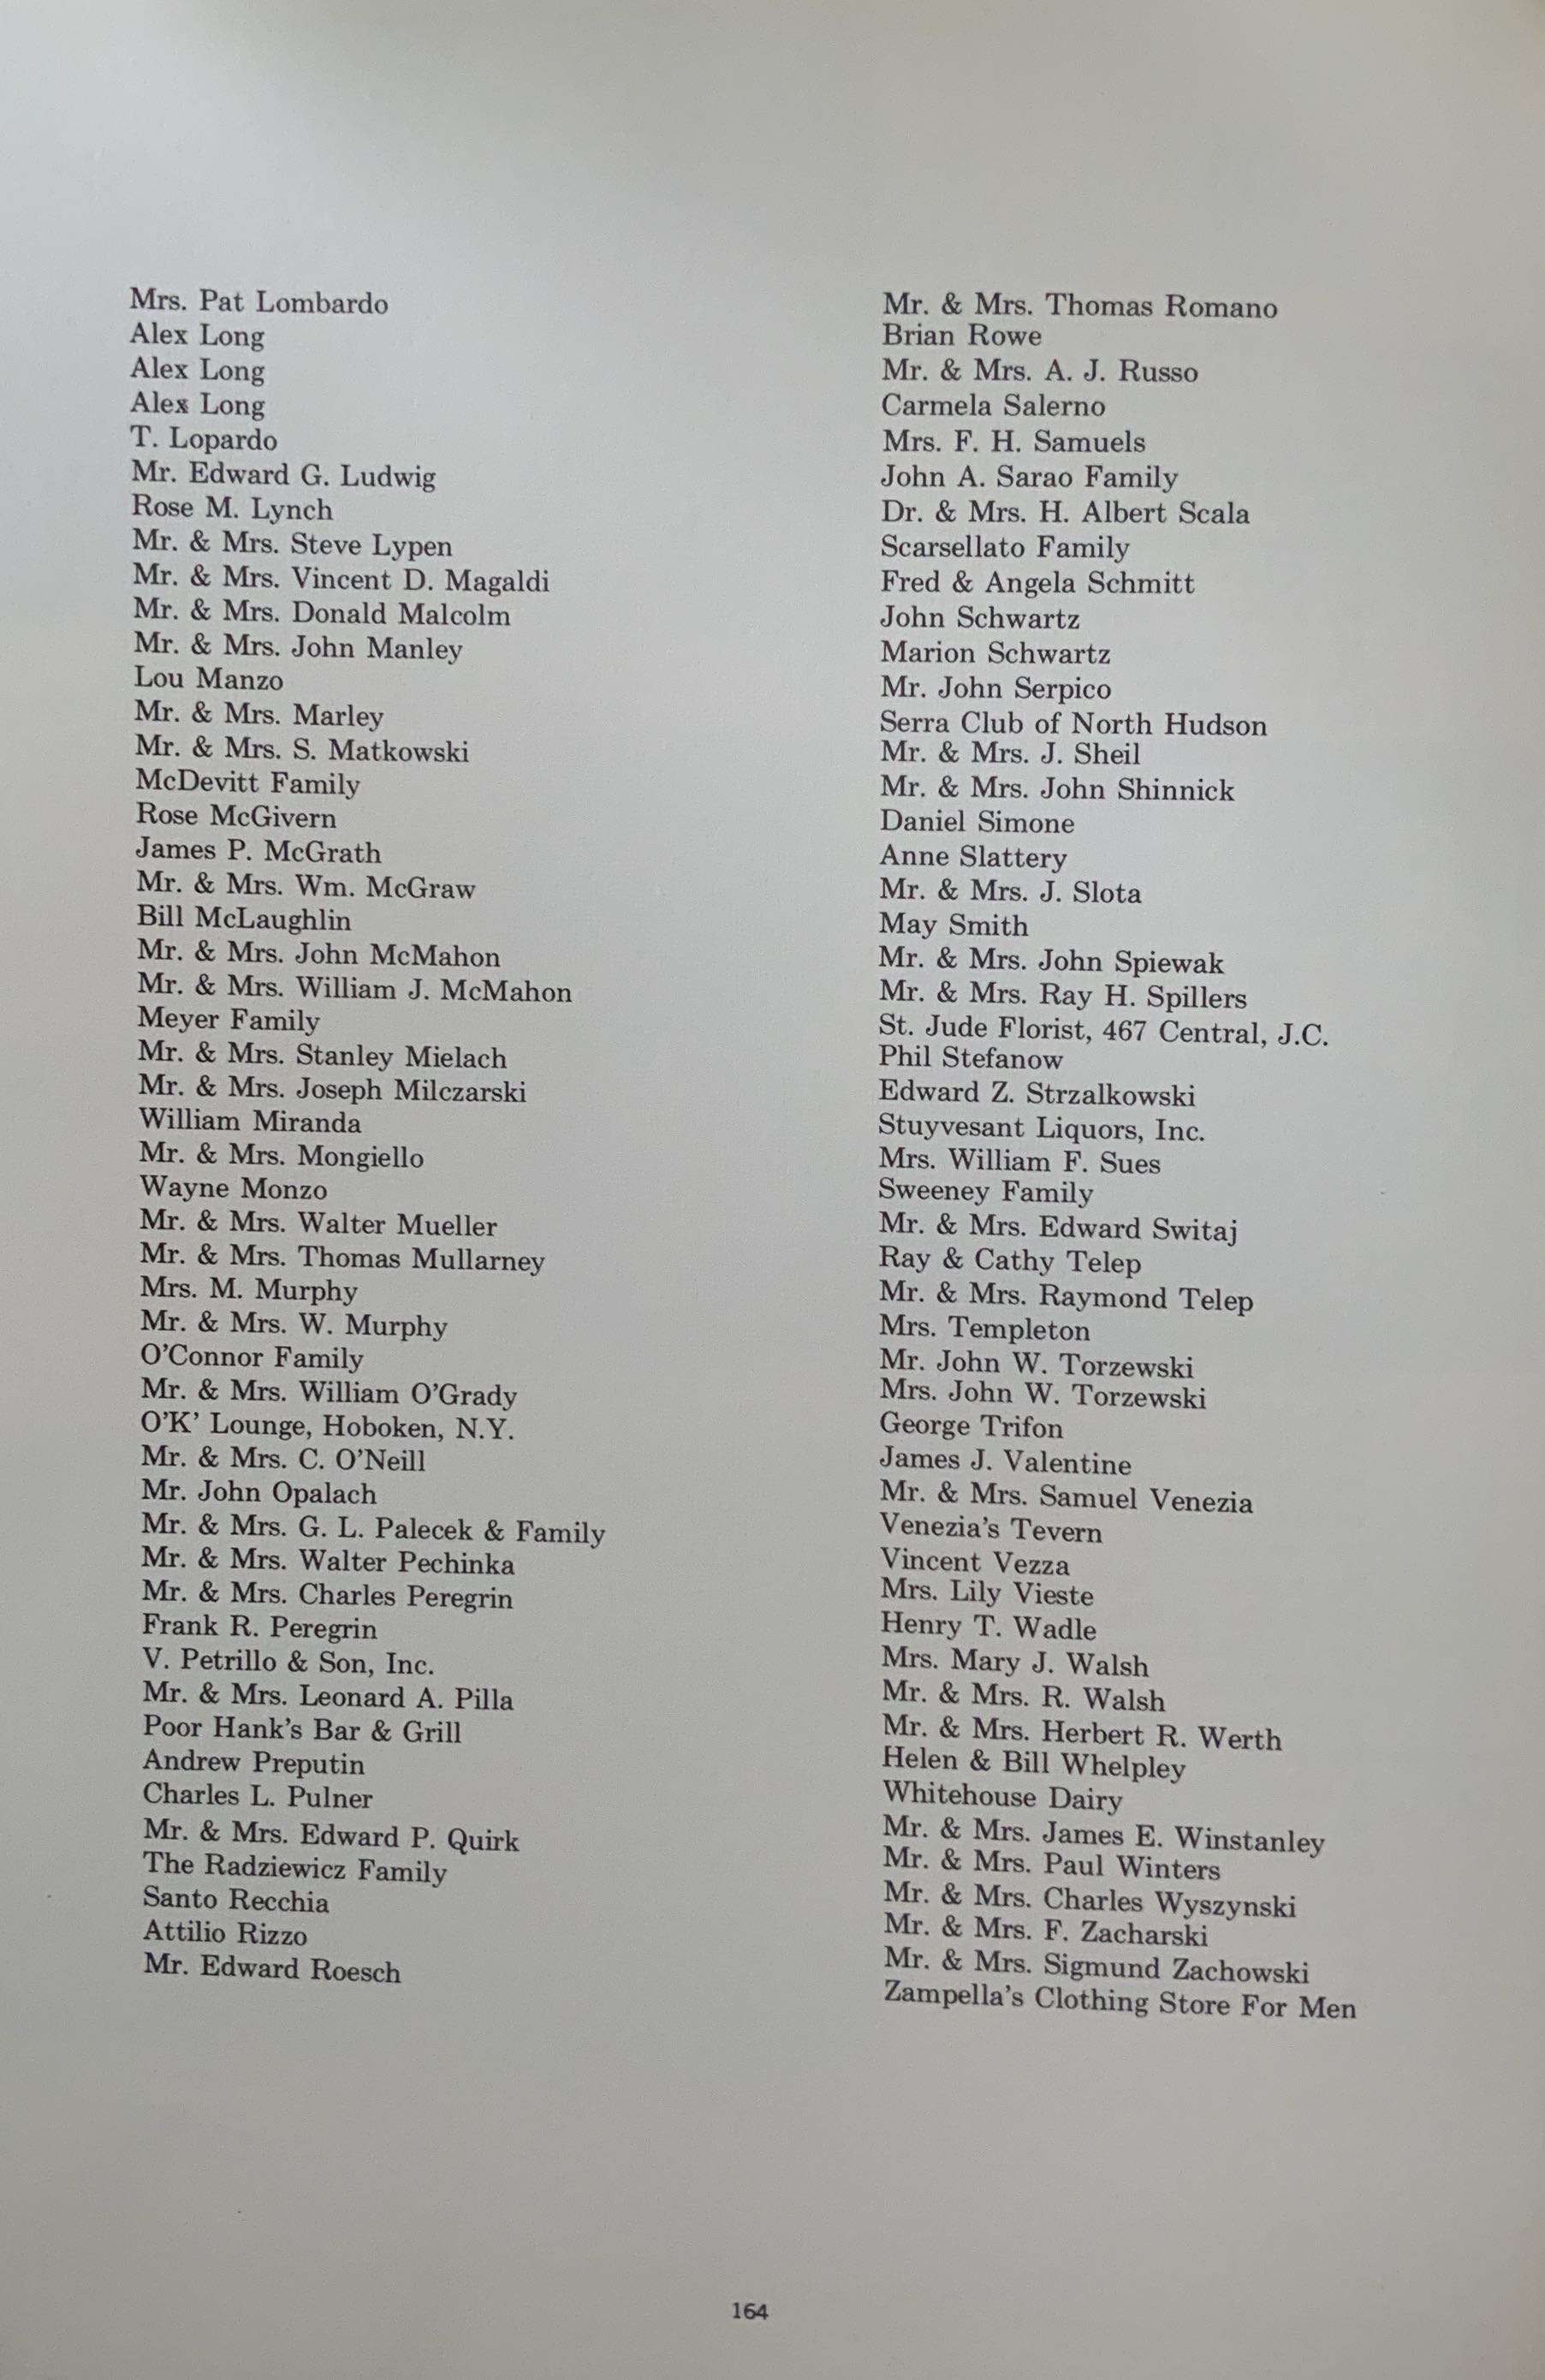 Mrs. Pat Lombardo
Alex Long
Alex Long
Alex Long
T. Lopardo
Mr. Edward G. Ludwig
Rose M. Lynch
Mr. & Mrs. Steve Lypen
Mr. & Mrs. Vincent D. Magaldi
Mr. & Mrs. Donald Malcolm
Mr. & Mrs. John Manley
Lou Manzo
Mr. & Mrs. Marley
Mr. & Mrs. S. Matkowski
McDevitt Family
Rose McGivern
James P. McGrath
Mr. & Mrs. Wm. McGraw
Bill McLaughlin
Mr. & Mrs. John McMahon
Mr. & Mrs. William J. McMahon
Meyer Family
Mr. & Mrs. Stanley Mielach
Mr. & Mrs. Joseph Milczarski
William Miranda
Mr. & Mrs. Mongiello
Wayne Monzo
Mr. & Mrs. Walter Mueller
Mr. & Mrs. Thomas Mullarney
Mrs. M. Murphy
Mr. & Mrs. W. Murphy
O'Connor Family
Mr. & Mrs. William O'Grady
O'K' Lounge, Hoboken, N.Y.
Mr. & Mrs. C. O'Neill
Mr. John Opalach
Mr. & Mrs. G. L. Palecek & Family
Mr. & Mrs. Walter Pechinka
Mr. & Mrs. Charles Peregrin
Frank R. Peregrin
V. Petrillo & Son, Inc.
Mr. & Mrs. Leonard A. Pilla
Poor Hank's Bar & Grill
Andrew Preputin
Charles L. Pulner
Mr. & Mrs. Edward P. Quirk
The Radziewicz Family
Santo Recchia
Attilio Rizzo
Mr. Edward Roesch
Mr. & Mrs. Thomas Romano
Brian Rowe
Mr. & Mrs. A. J. Russo
Carmela Salerno
Mrs. F. H. Samuels
John A. Sarao Family
Dr. & Mrs. H. Albert Scala
Scarsellato Family
Fred & Angela Schmitt
John Schwartz
Marion Schwartz
Mr. John Serpico
Serra Club of North Hudson
Mr. & Mrs. J. Sheil
Mr. & Mrs. John Shinnick
Daniel Simone
Anne Slattery
Mr. & Mrs. J. Slota
May Smith
Mr. & Mrs. John Spiewak
Mr. & Mrs. Ray H. Spillers
St. Jude Florist, 467 Central, J.C.
Phil Stefanow
Edward Z. Strzalkowski
Stuyvesant Liquors, Inc.
Mrs. William F. Sues
Sweeney Family
Mr. & Mrs. Edward Switaj
Ray & Cathy Telep
Mr. & Mrs. Raymond Telep
Mrs. Templeton
Mr. John W. Torzewski
Mrs. John W. Torzewski
George Trifon
James J. Valentine
Mr. & Mrs. Samuel Venezia
Venezia's Tevern
Vincent Vezza
Mrs. Lily Vieste
Henry T. Wadle
Mrs. Mary J. Walsh
Mr. & Mrs. R. Walsh
Mr. & Mrs. Herbert R. Werth
Helen & Bill Whelpley
Whitehouse Dairy
Mr. & Mrs. James E. Winstanley
Mr. & Mrs. Paul Winters
Mr. & Mrs. Charles Wyszynski
Mr. & Mrs. F. Zacharski
Mr. & Mrs. Sigmund Zachowski
Zampella's Clothing Store For Men
164